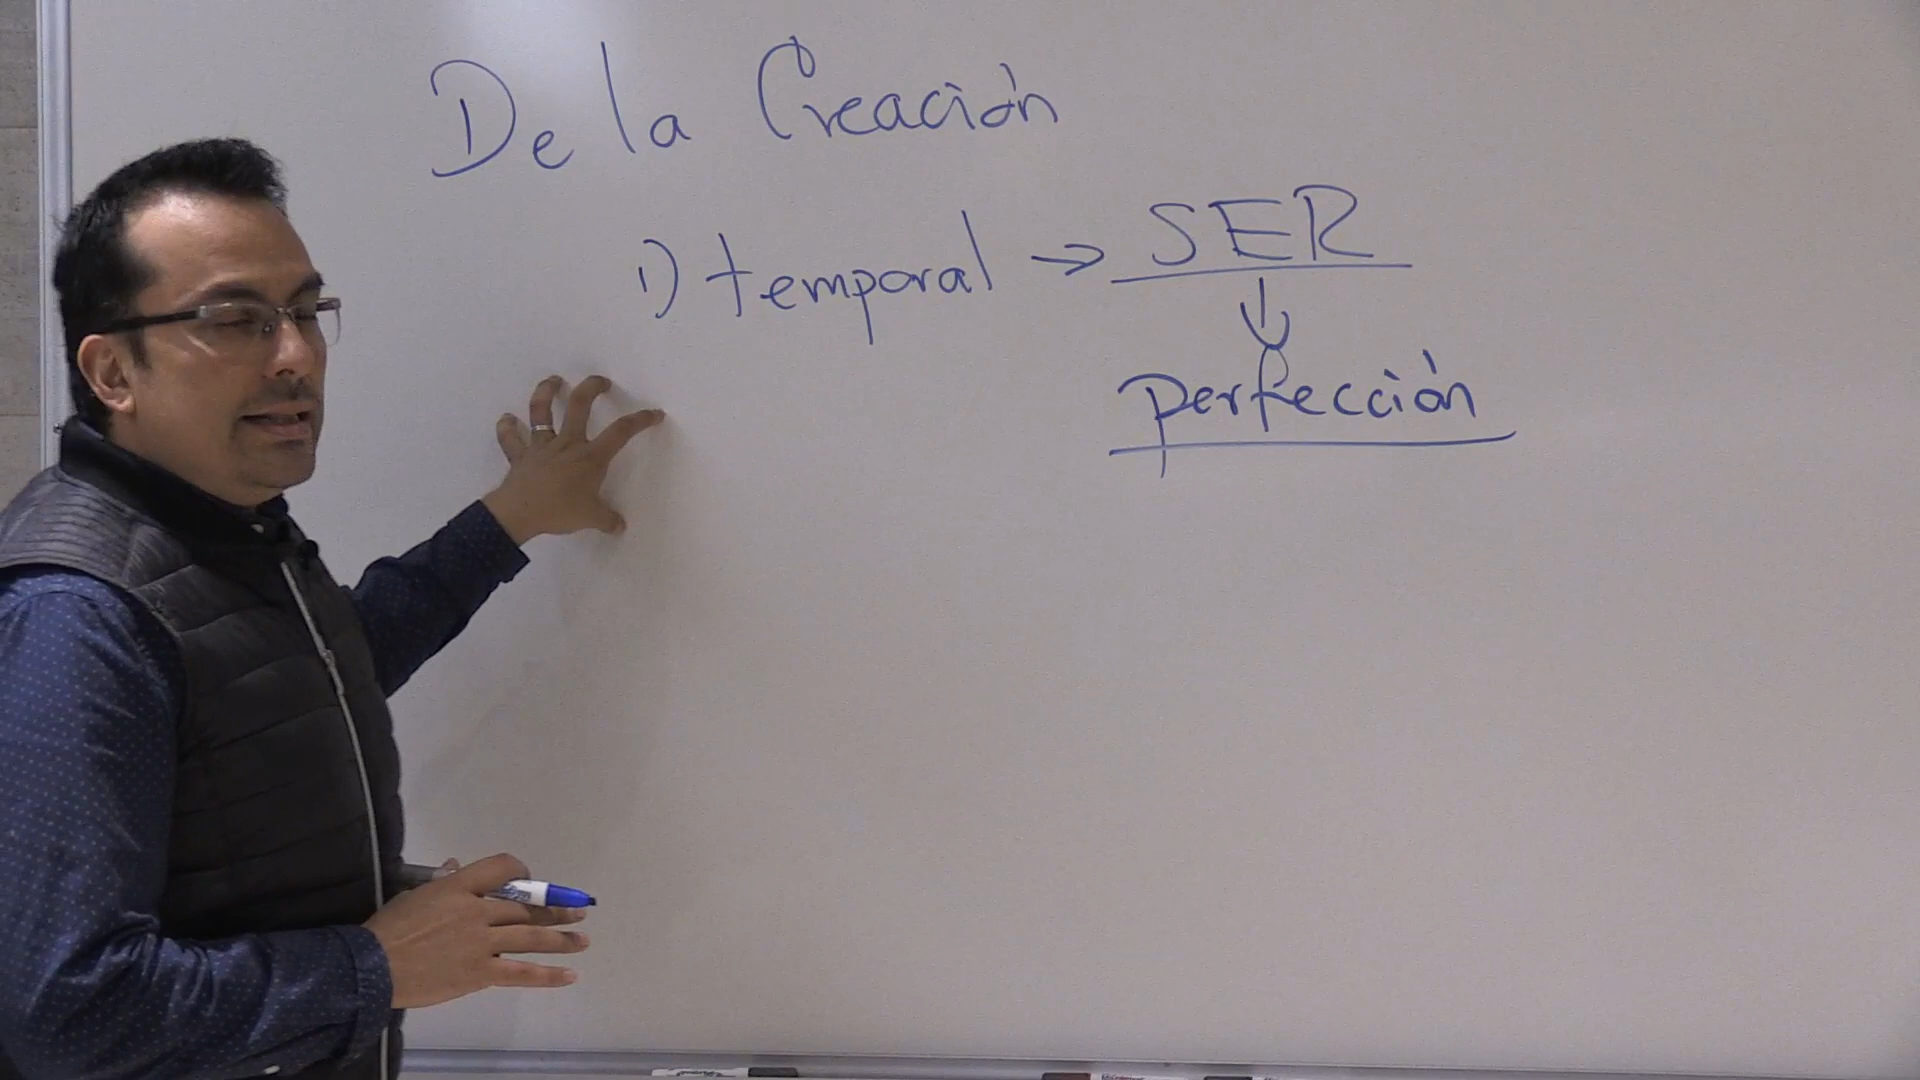 De la Creación
1) temporal → SER
↓
perfección